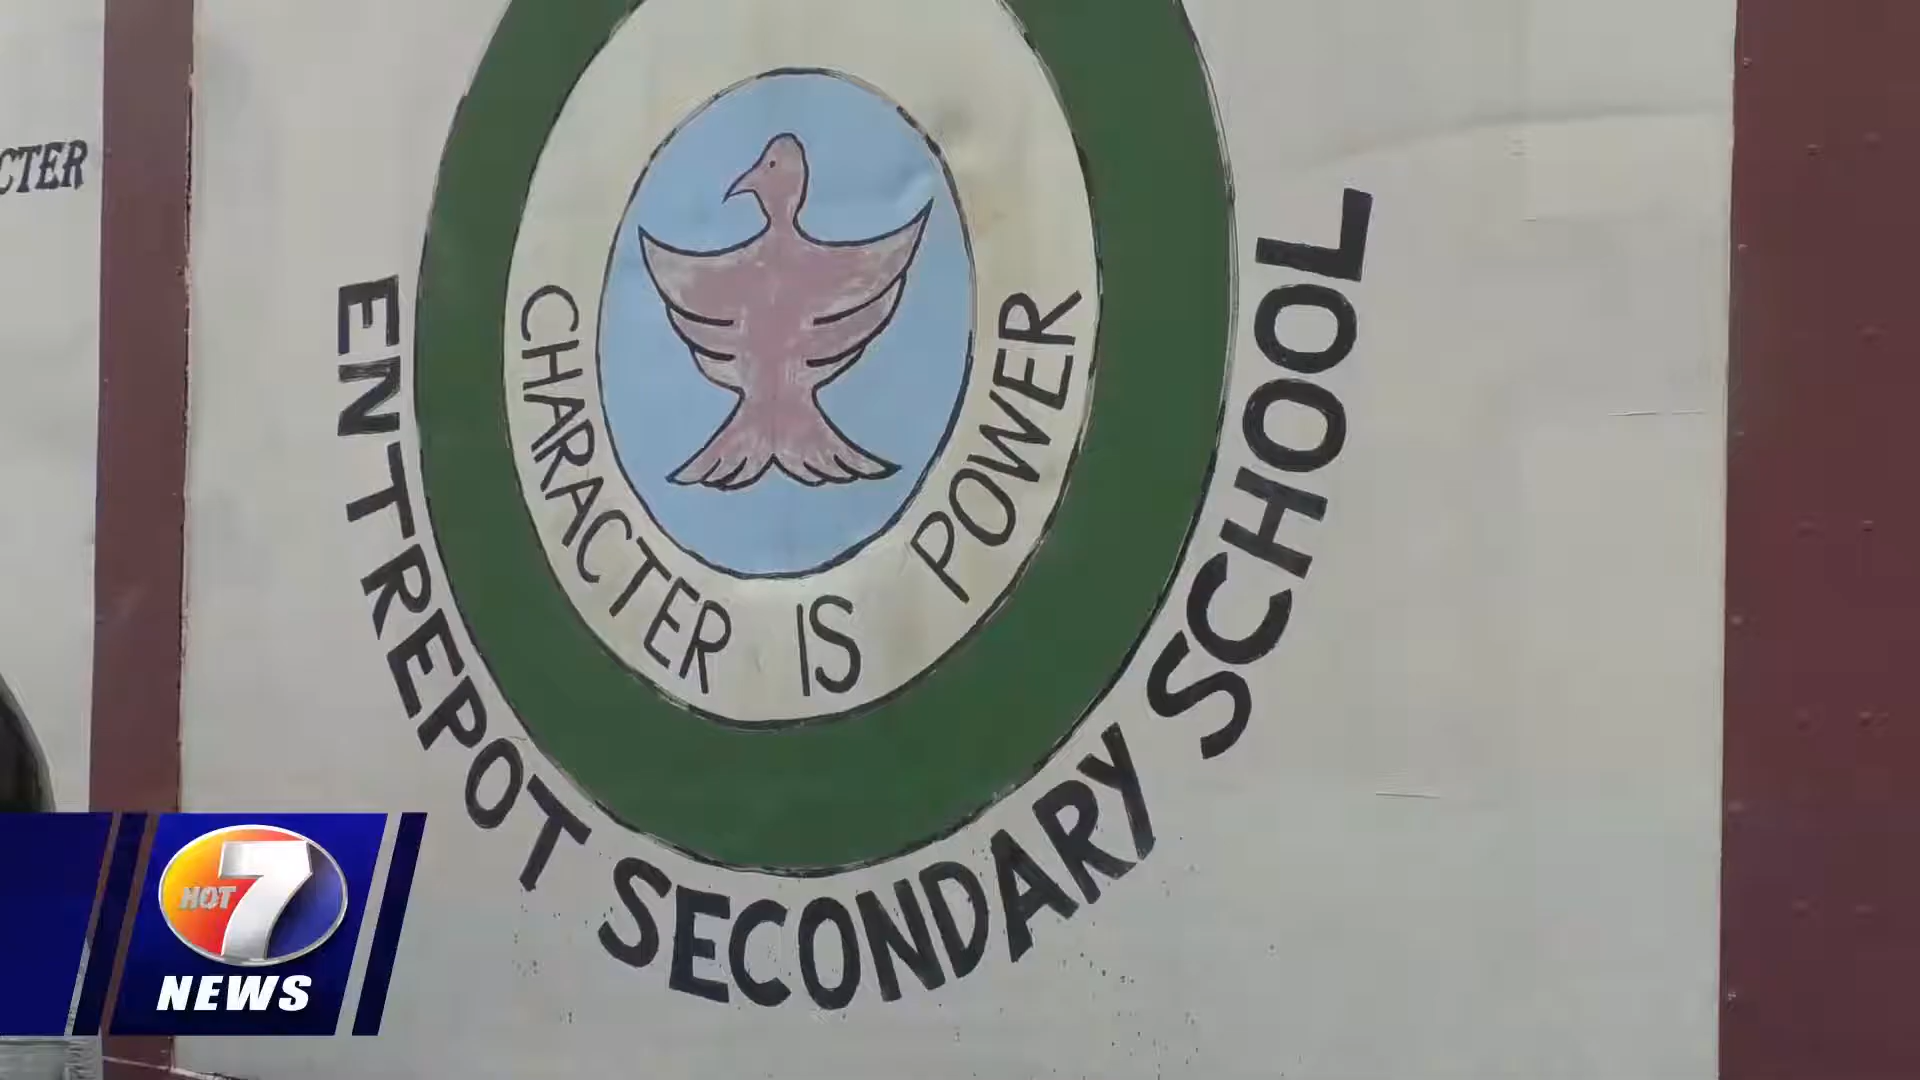 CTER
CHARACTER IS POWER
ENTREPOT SECONDARY SCHOOL
HOT 7
NEWS